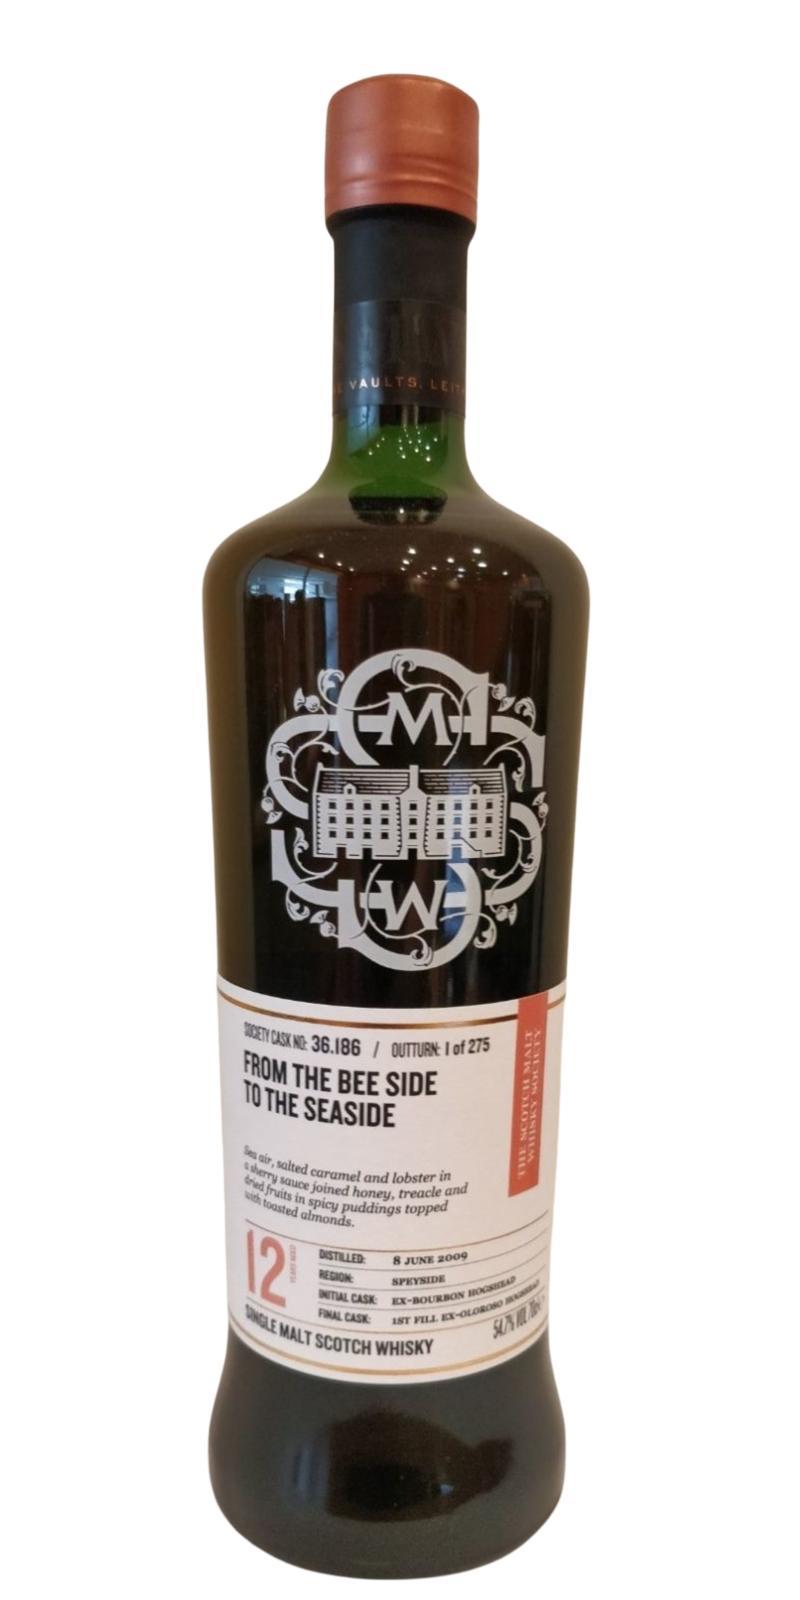 E VAULTS, LEIT
M
W
SOCIETY CASK NO: 36.186 / OUTTURN: 1 of 275
FROM THE BEE SIDE
TO THE SEASIDE
THE SCOTCH MALT
WHISKY SOCIETY
Sea air, salted caramel and lobster in
a sherry sauce joined honey, treacle and
dried fruits in spicy puddings topped
with toasted almonds.
12 YEARS AGED
DISTILLED: 8 JUNE 2009
REGION: SPEYSIDE
INITIAL CASK: EX-BOURBON HOGSHEAD
FINAL CASK: 1ST FILL EX-OLOROSO HOGSHEAD
SINGLE MALT SCOTCH WHISKY
54.7% VOL 70cl